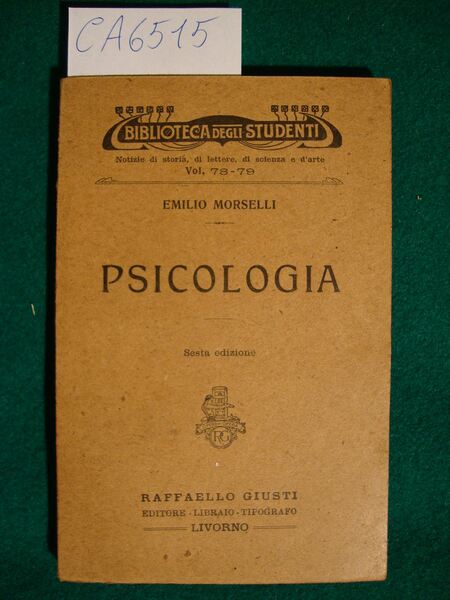 CA6515
BIBLIOTECA DEGLI STUDENTI
Notizie di storia, di lettere, di scienza e d'arte
Vol. 78-79
EMILIO MORSELLI
PSICOLOGIA
Sesta edizione
RG
RAFFAELLO GIUSTI
EDITORE - LIBRAIO - TIPOGRAFO
LIVORNO